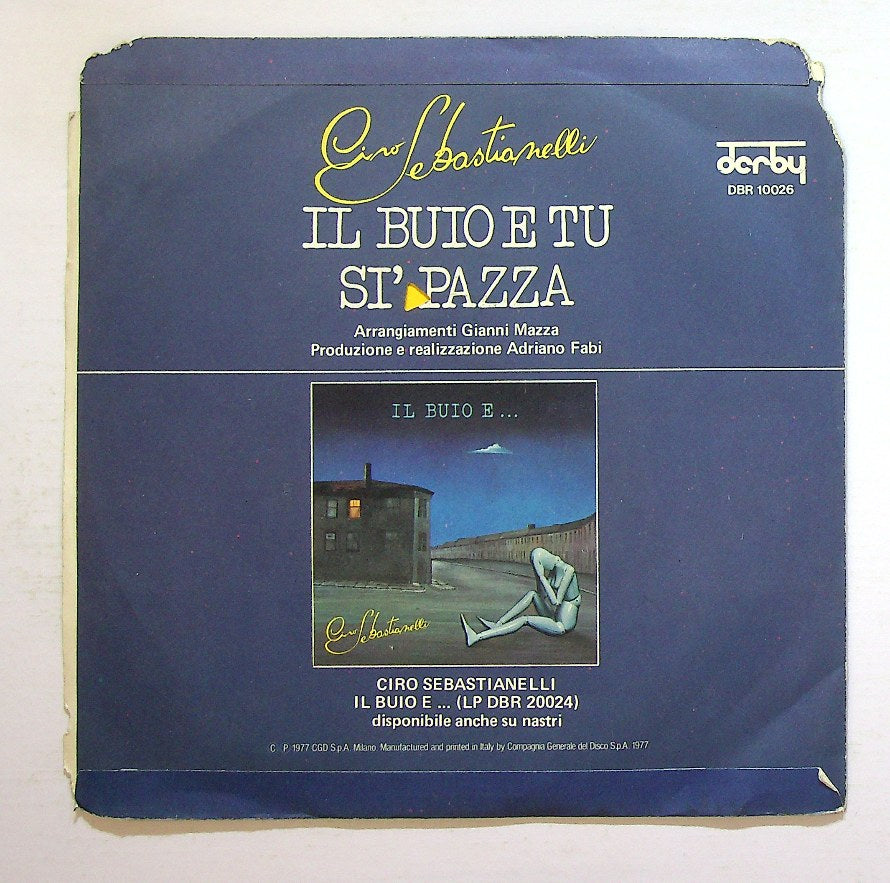 Ciro Sebastianelli
derby
DBR 10026
IL BUIO E TU
SI' PAZZA
Arrangiamenti Gianni Mazza
Produzione e realizzazione Adriano Fabi
IL BUIO E ...
Ciro Sebastianelli
CIRO SEBASTIANELLI
IL BUIO E ... (LP DBR 20024)
disponibile anche su nastri
C P 1977 CGD S.p.A. Milano. Manufactured and printed in Italy by Compagnia Generale del Disco S.p.A. 1977